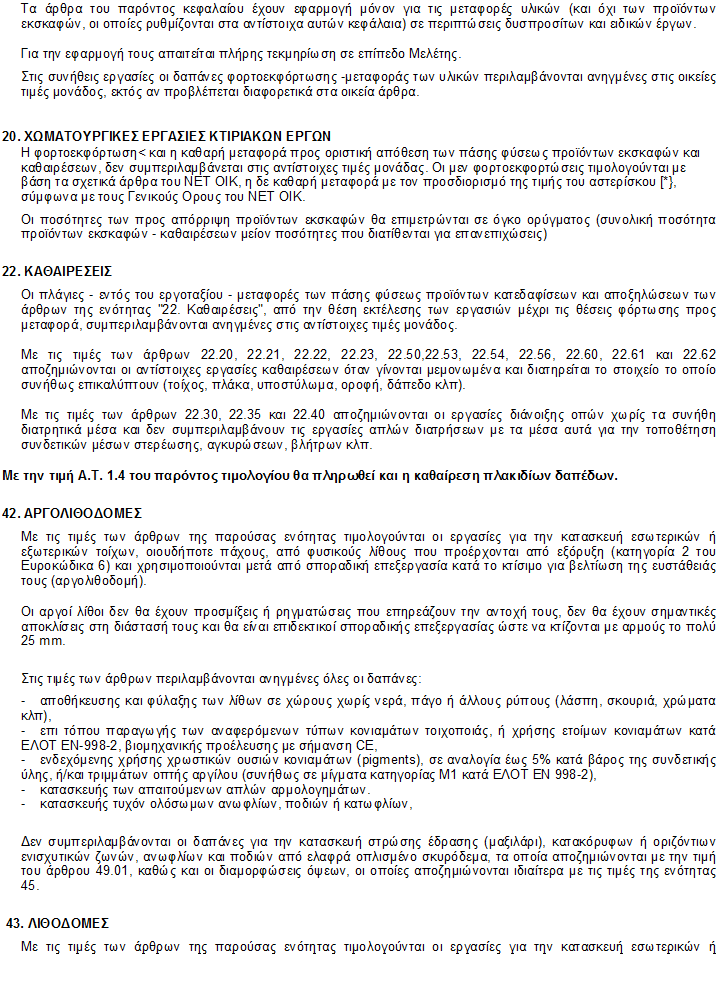 Τα άρθρα του παρόντος κεφαλαίου έχουν εφαρμογή μόνον για τις μεταφορές υλικών (και όχι των προϊόντων
εκσκαφών, οι οποίες ρυθμίζονται στα αντίστοιχα αυτών κεφάλαια) σε περιπτώσεις δυσπροσίτων και ειδικών έργων.
Για την εφαρμογή τους απαιτείται πλήρης τεκμηρίωση σε επίπεδο Μελέτης.
Στις συνήθεις εργασίες οι δαπάνες φορτοεκφόρτωσης -μεταφοράς των υλικών περιλαμβάνονται ανηγμένες στις οικείες
τιμές μονάδος, εκτός αν προβλέπεται διαφορετικά στα οικεία άρθρα.
20. ΧΩΜΑΤΟΥΡΓΙΚΕΣ ΕΡΓΑΣΙΕΣ ΚΤΙΡΙΑΚΩΝ ΕΡΓΩΝ
Η φορτοεκφόρτωση< και η καθαρή μεταφορά προς οριστική απόθεση των πάσης φύσεως προϊόντων εκσκαφών και
καθαιρέσεων, δεν συμπεριλαμβάνεται στις αντίστοιχες τιμές μονάδας. Οι μεν φορτοεκφορτώσεις τιμολογούνται με
βάση τα σχετικά άρθρα του ΝΕΤ ΟΙΚ, η δε καθαρή μεταφορά με τον προσδιορισμό της τιμής του αστερίσκου [*},
σύμφωνα με τους Γενικούς Ορους του ΝΕΤ ΟΙΚ.
Οι ποσότητες των προς απόρριψη προϊόντων εκσκαφών θα επιμετρώνται σε όγκο ορύγματος (συνολική ποσότητα
προϊόντων εκσκαφών - καθαιρέσεων μείον ποσότητες που διατίθενται για επανεπιχώσεις)
22. ΚΑΘΑΙΡΕΣΕΙΣ
Οι πλάγιες - εντός του εργοταξίου - μεταφορές των πάσης φύσεως προϊόντων κατεδαφίσεων και αποξηλώσεων των
άρθρων της ενότητας "22. Καθαιρέσεις", από την θέση εκτέλεσης των εργασιών μέχρι τις θέσεις φόρτωσης προς
μεταφορά, συμπεριλαμβάνονται ανηγμένες στις αντίστοιχες τιμές μονάδος.
Με τις τιμές των άρθρων 22.20, 22.21, 22.22, 22.23, 22.50,22.53, 22.54, 22.56, 22.60, 22.61 και 22.62
αποζημιώνονται οι αντίστοιχες εργασίες καθαιρέσεων όταν γίνονται μεμονωμένα και διατηρείται το στοιχείο το οποίο
συνήθως επικαλύπτουν (τοίχος, πλάκα, υποστύλωμα, οροφή, δάπεδο κλπ).
Με τις τιμές των άρθρων 22.30, 22.35 και 22.40 αποζημιώνονται οι εργασίες διάνοιξης οπών χωρίς τα συνήθη
διατρητικά μέσα και δεν συμπεριλαμβάνουν τις εργασίες απλών διατρήσεων με τα μέσα αυτά για την τοποθέτηση
συνδετικών μέσων στερέωσης, αγκυρώσεων, βλήτρων κλπ.
Με την τιμή Α.Τ. 1.4 του παρόντος τιμολογίου θα πληρωθεί και η καθαίρεση πλακιδίων δαπέδων.
42. ΑΡΓΟΛΙΘΟΔΟΜΕΣ
Με τις τιμές των άρθρων της παρούσας ενότητας τιμολογούνται οι εργασίες για την κατασκευή εσωτερικών ή
εξωτερικών τοίχων, οιουδήποτε πάχους, από φυσικούς λίθους που προέρχονται από εξόρυξη (κατηγορία 2 του
Ευροκώδικα 6) και χρησιμοποιούνται μετά από σποραδική επεξεργασία κατά το κτίσιμο για βελτίωση της ευστάθειάς
τους (αργολιθοδομή).
Οι αργοί λίθοι δεν θα έχουν προσμίξεις ή ρηγματώσεις που επηρεάζουν την αντοχή τους, δεν θα έχουν σημαντικές
αποκλίσεις στη διάστασή τους και θα είναι επιδεκτικοί σποραδικής επεξεργασίας ώστε να κτίζονται με αρμούς το πολύ
25 mm.
Στις τιμές των άρθρων περιλαμβάνονται ανηγμένες όλες οι δαπάνες:
- αποθήκευσης και φύλαξης των λίθων σε χώρους χωρίς νερά, πάγο ή άλλους ρύπους (λάσπη, σκουριά, χρώματα
κλπ),
- επι τόπου παραγωγής των αναφερόμενων τύπων κονιαμάτων τοιχοποιάς, ή χρήσης ετοίμων κονιαμάτων κατά
ΕΛΟΤ ΕΝ-998-2, βιομηχανικής προέλευσης με σήμανση CE,
- ενδεχόμενης χρήσης χρωστικών ουσιών κονιαμάτων (pigments), σε αναλογία έως 5% κατά βάρος της συνδετικής
ύλης, ή/και τριμμάτων οπτής αργίλου (συνήθως σε μίγματα κατηγορίας Μ1 κατά ΕΛΟΤ ΕΝ 998-2),
- κατασκευής των απαιτούμενων απλών αρμολογημάτων.
- κατασκευής τυχόν ολόσωμων ανωφλίων, ποδιών ή κατωφλίων,
Δεν συμπεριλαμβάνονται οι δαπάνες για την κατασκευή στρώσης έδρασης (μαξιλάρι), κατακόρυφων ή οριζόντιων
ενισχυτικών ζωνών, ανωφλίων και ποδιών από ελαφρά οπλισμένο σκυρόδεμα, τα οποία αποζημιώνονται με την τιμή
του άρθρου 49.01, καθώς και οι διαμορφώσεις όψεων, οι οποίες αποζημιώνονται ιδιαίτερα με τις τιμές της ενότητας
45.
43. ΛΙΘΟΔΟΜΕΣ
Με τις τιμές των άρθρων της παρούσας ενότητας τιμολογούνται οι εργασίες για την κατασκευή εσωτερικών ή